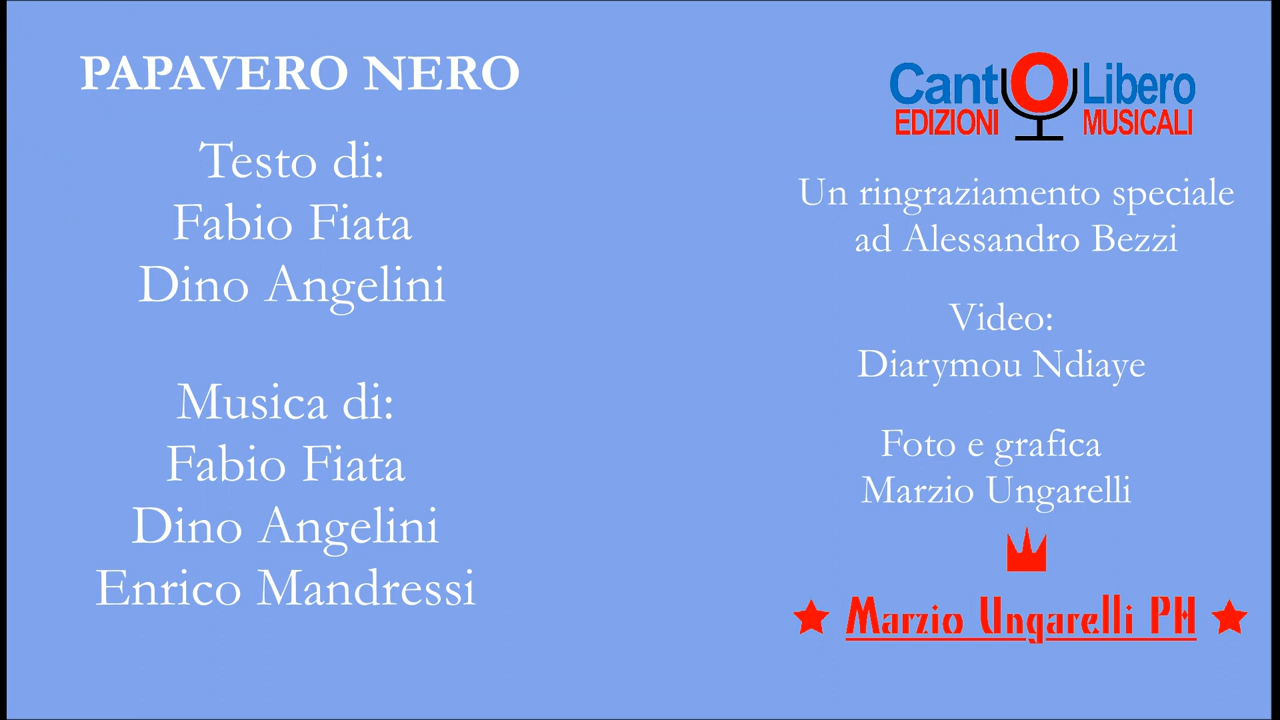 PAPAVERO NERO
Testo di:
Fabio Fiata
Dino Angelini
Musica di:
Fabio Fiata
Dino Angelini
Enrico Mandressi
CantO Libero
EDIZIONI MUSICALI
Un ringraziamento speciale
ad Alessandro Bezzi
Video:
Diarymou Ndiaye
Foto e grafica
Marzio Ungarelli
Marzio Ungarelli PH